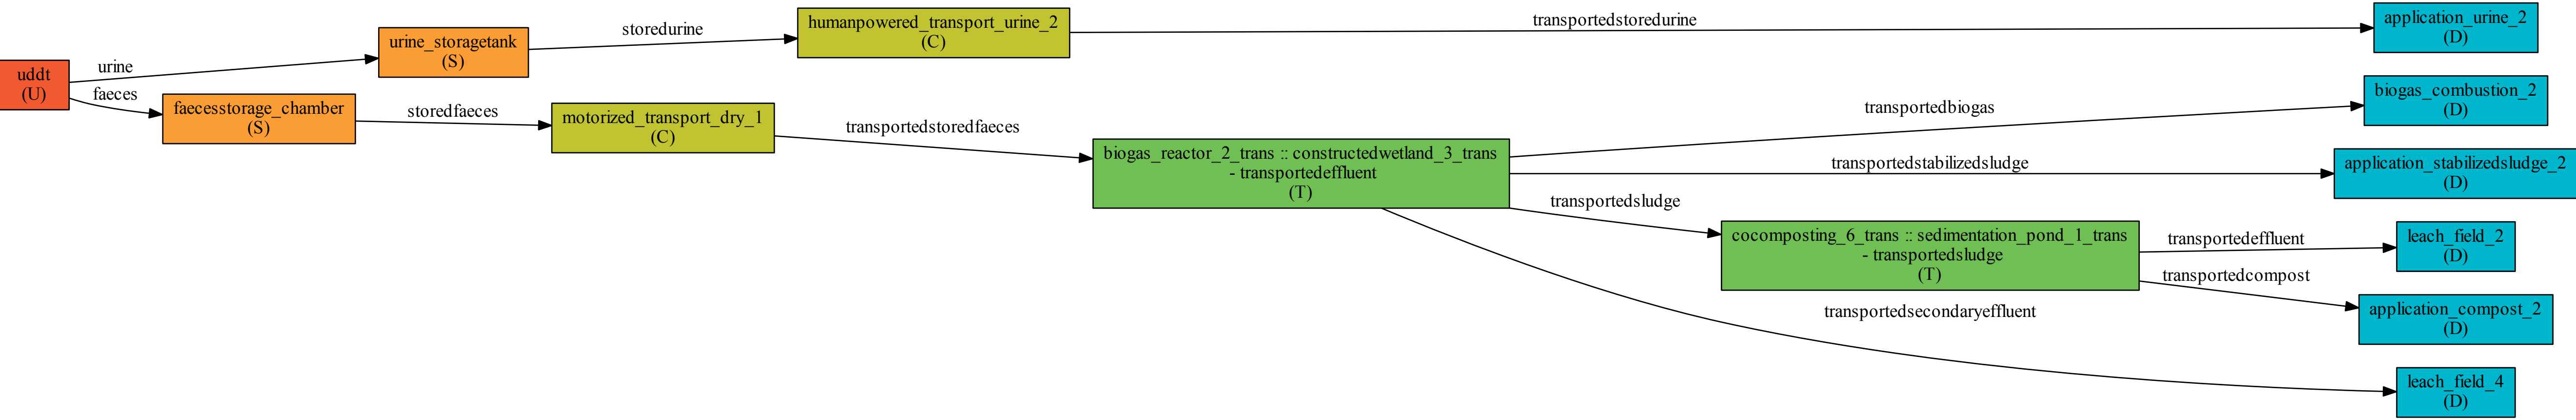 uddt
(U)
urine
faeces
urine_storagetank
(S)
faecesstorage_chamber
(S)
storedurine
storedfaeces
humanpowered_transport_urine_2
(C)
motorized_transport_dry_1
(C)
transportedstoredurine
transportedstoredfaeces
biogas_reactor_2_trans :: constructedwetland_3_trans
- transportedeffluent
(T)
transportedbiogas
transportedstabilizedsludge
transportedsludge
transportedsecondaryeffluent
cocomposting_6_trans :: sedimentation_pond_1_trans
- transportedsludge
(T)
transportedeffluent
transportedcompost
application_urine_2
(D)
biogas_combustion_2
(D)
application_stabilizedsludge_2
(D)
leach_field_2
(D)
application_compost_2
(D)
leach_field_4
(D)